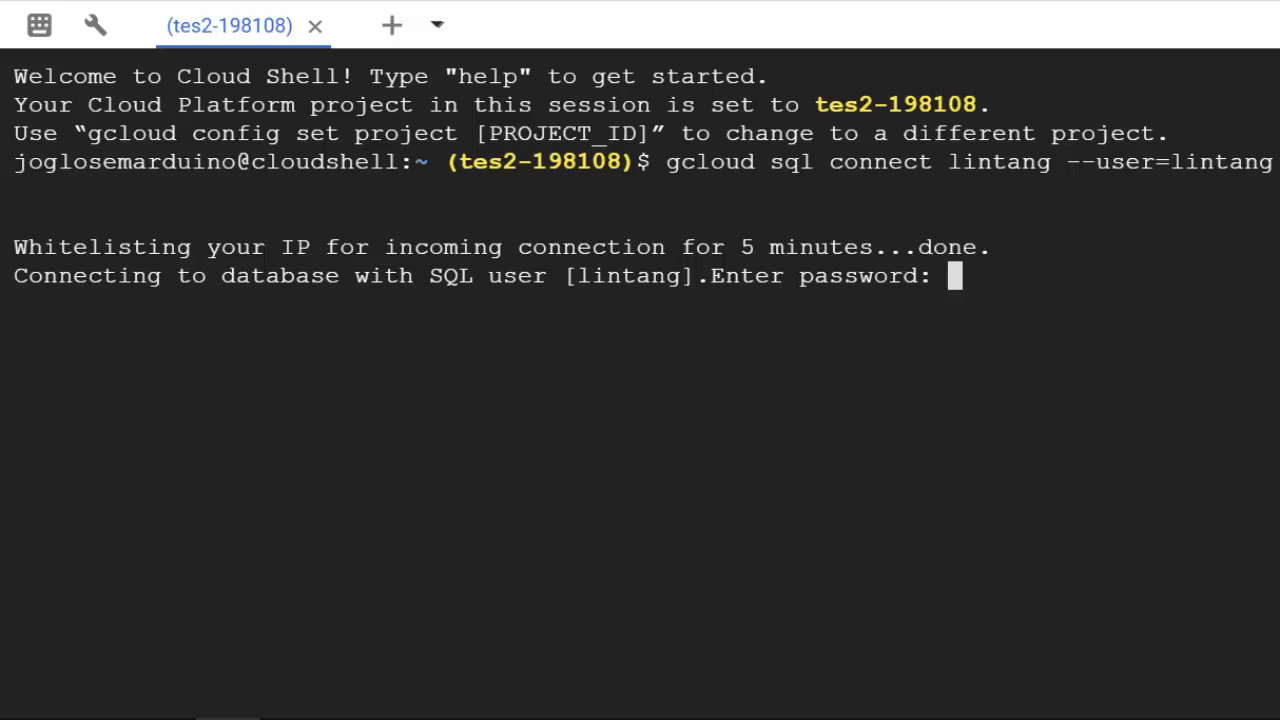 (tes2-198108)
Welcome to Cloud Shell! Type "help" to get started.
Your Cloud Platform project in this session is set to tes2-198108.
Use “gcloud config set project [PROJECT_ID]” to change to a different project.
joglosemarduino@cloudshell:~ (tes2-198108)$ gcloud sql connect lintang --user=lintang
Whitelisting your IP for incoming connection for 5 minutes...done.
Connecting to database with SQL user [lintang].Enter password: